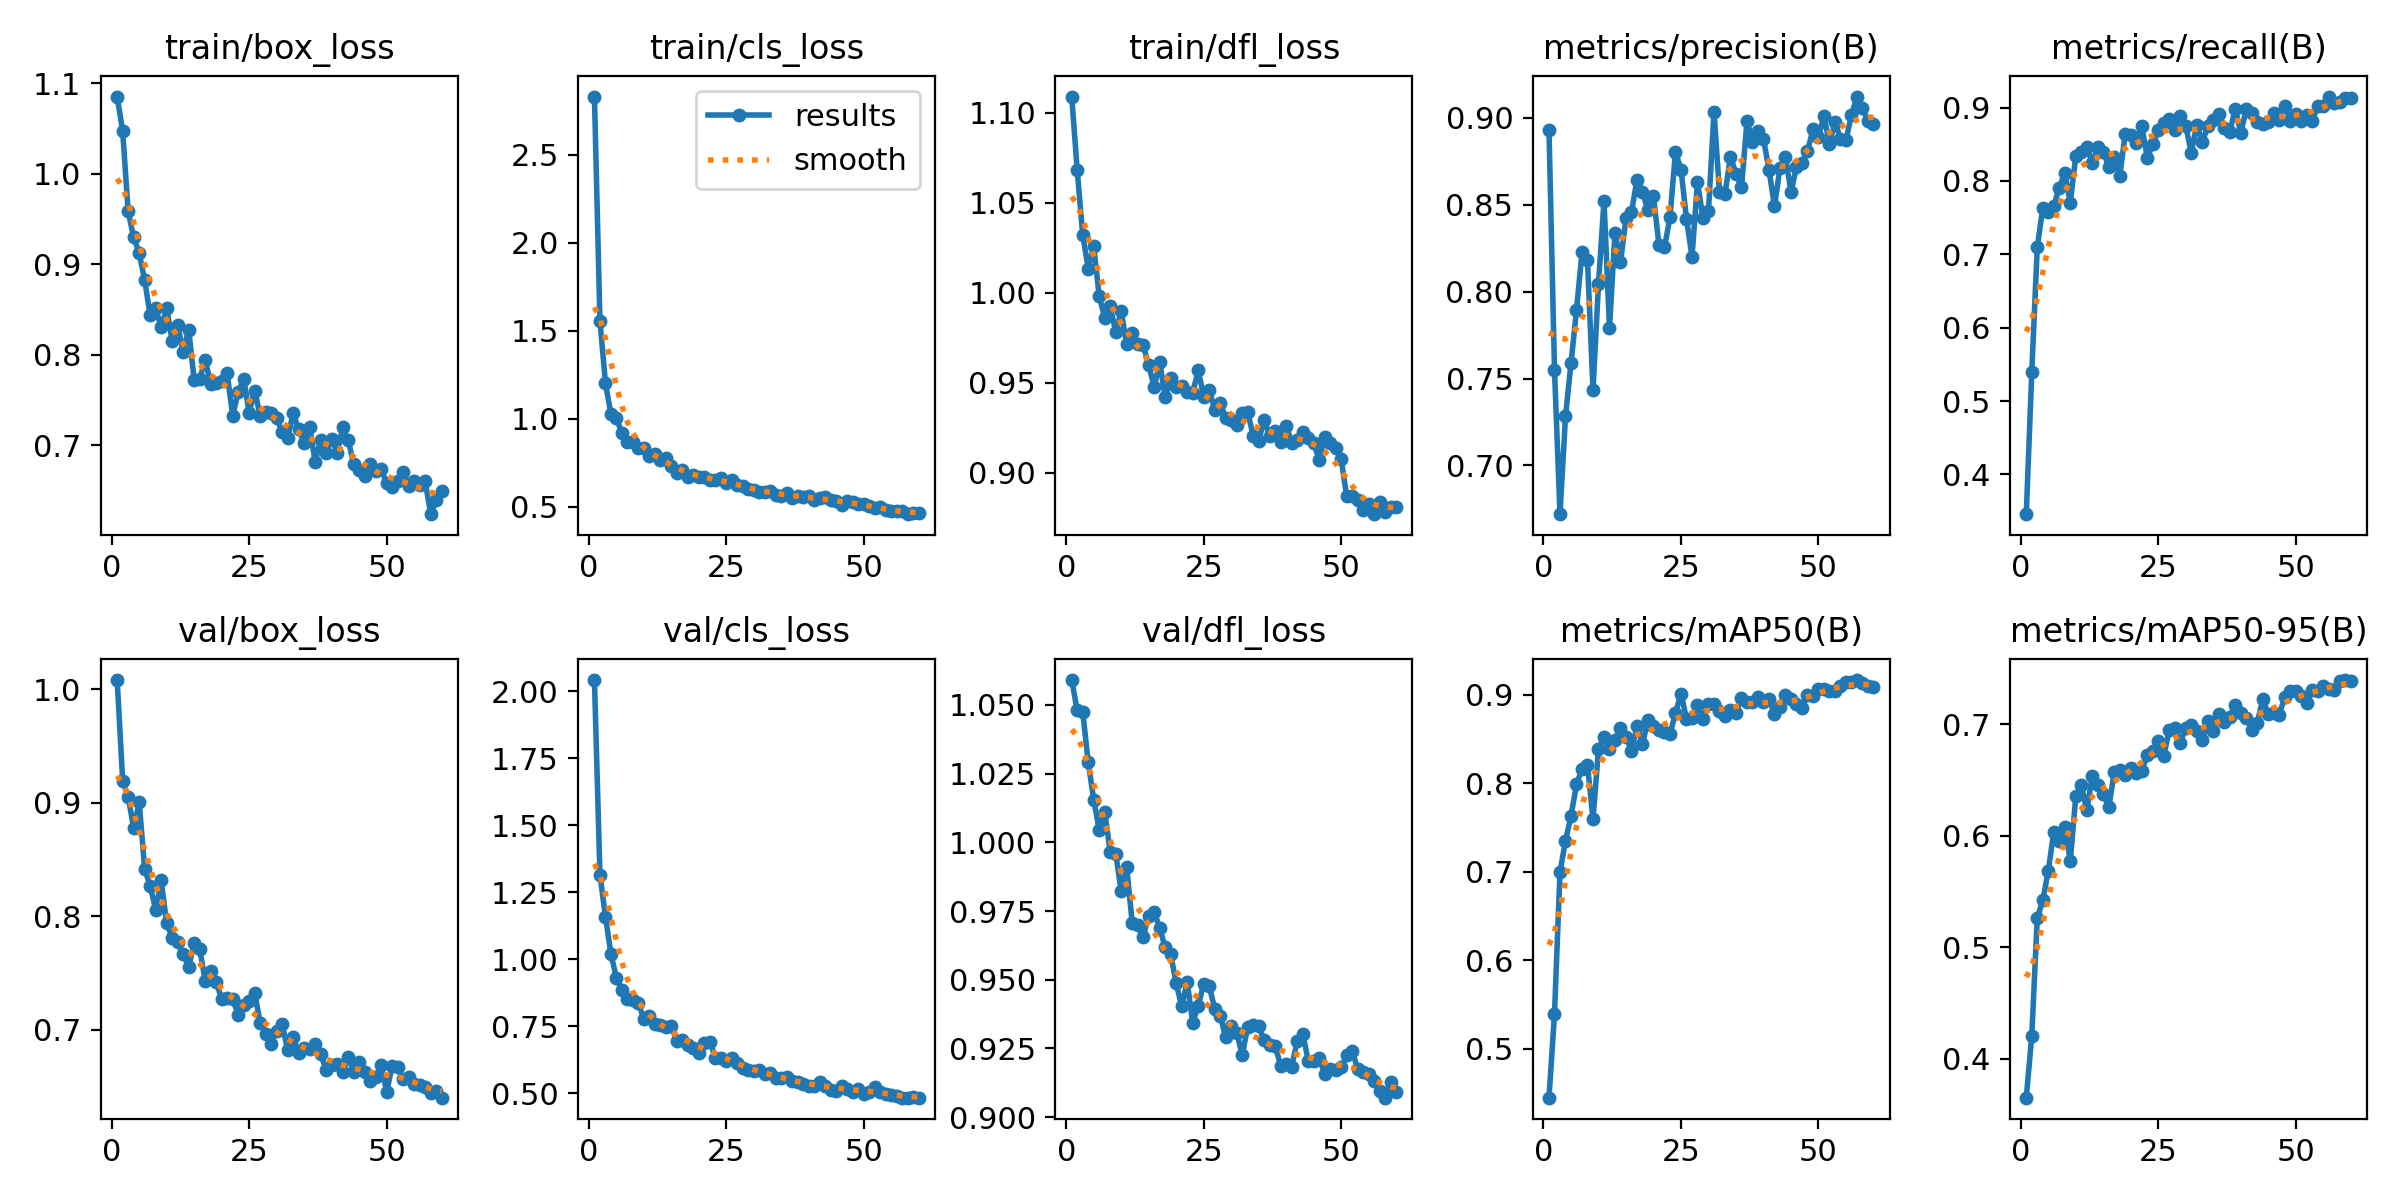 train/box_loss
train/cls_loss
train/dfl_loss
metrics/precision(B)
metrics/recall(B)
results
smooth
1.1
1.0
0.9
0.8
0.7
0 25 50
2.5
2.0
1.5
1.0
0.5
0 25 50
1.10
1.05
1.00
0.95
0.90
0 25 50
0.90
0.85
0.80
0.75
0.70
0 25 50
0.9
0.8
0.7
0.6
0.5
0.4
0 25 50
val/box_loss
val/cls_loss
val/dfl_loss
metrics/mAP50(B)
metrics/mAP50-95(B)
1.0
0.9
0.8
0.7
0 25 50
2.00
1.75
1.50
1.25
1.00
0.75
0.50
0 25 50
1.050
1.025
1.000
0.975
0.950
0.925
0.900
0 25 50
0.9
0.8
0.7
0.6
0.5
0 25 50
0.7
0.6
0.5
0.4
0 25 50